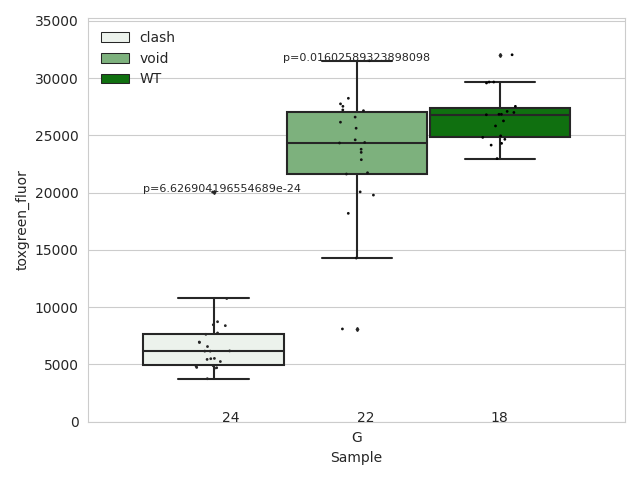 35000
30000
25000
20000
15000
10000
5000
0
toxgreen_fluor
clash
void
WT
p=0.01602589323898098
p=6.626904196554689e-24
24
22
18
G
Sample